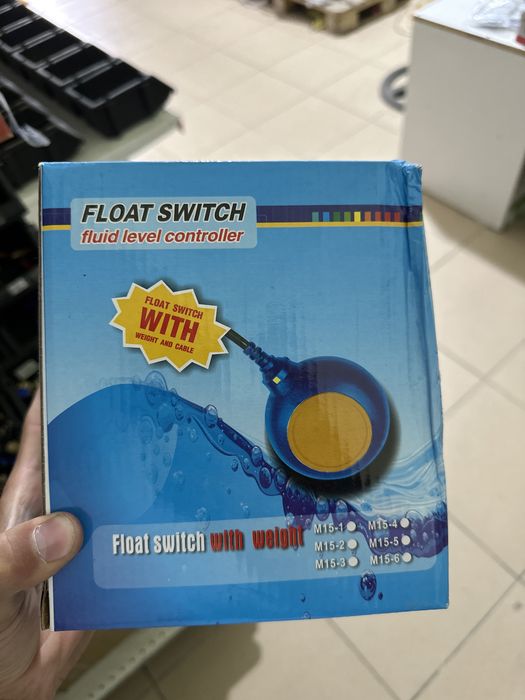 FLOAT SWITCH
fluid level controller
FLOAT SWITCH
WITH
WEIGHT AND CABLE
Float switch with weight
M15-1 M15-4
M15-2 M15-5
M15-3 M15-6